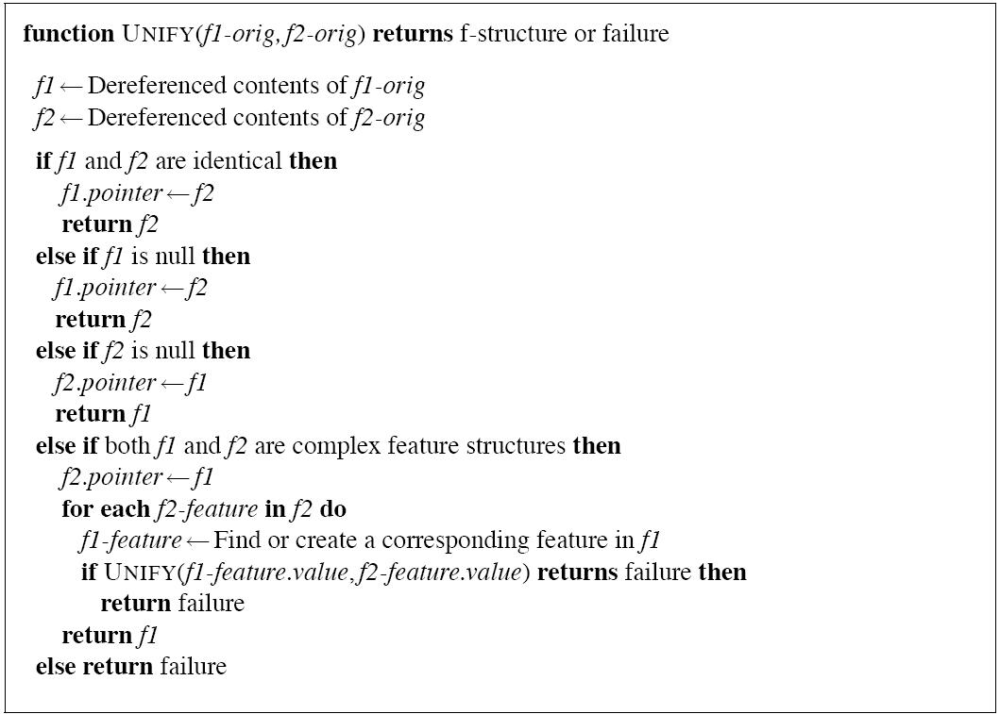 function UNIFY(f1-orig, f2-orig) returns f-structure or failure
f1 ← Dereferenced contents of f1-orig
f2 ← Dereferenced contents of f2-orig
if f1 and f2 are identical then
f1.pointer ← f2
return f2
else if f1 is null then
f1.pointer ← f2
return f2
else if f2 is null then
f2.pointer ← f1
return f1
else if both f1 and f2 are complex feature structures then
f2.pointer ← f1
for each f2-feature in f2 do
f1-feature ← Find or create a corresponding feature in f1
if UNIFY(f1-feature.value, f2-feature.value) returns failure then
return failure
return f1
else return failure